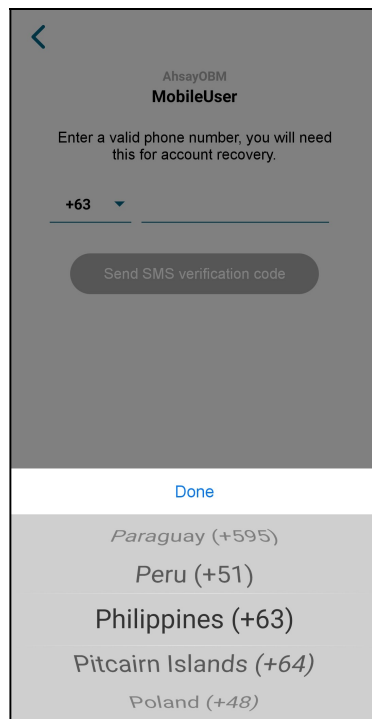 AhsayOBM
MobileUser
Enter a valid phone number, you will need
this for account recovery.
+63
Send SMS verification code
Done
Paraguay (+595)
Peru (+51)
Philippines (+63)
Pitcairn Islands (+64)
Poland (+48)